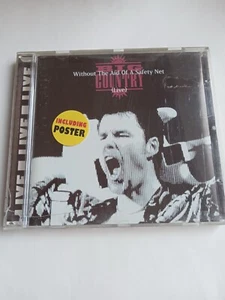 BIG
COUNTRY
Without The Aid Of A Safety Net
(Live)
INCLUDING
POSTER
LIVE LIVE LIVE